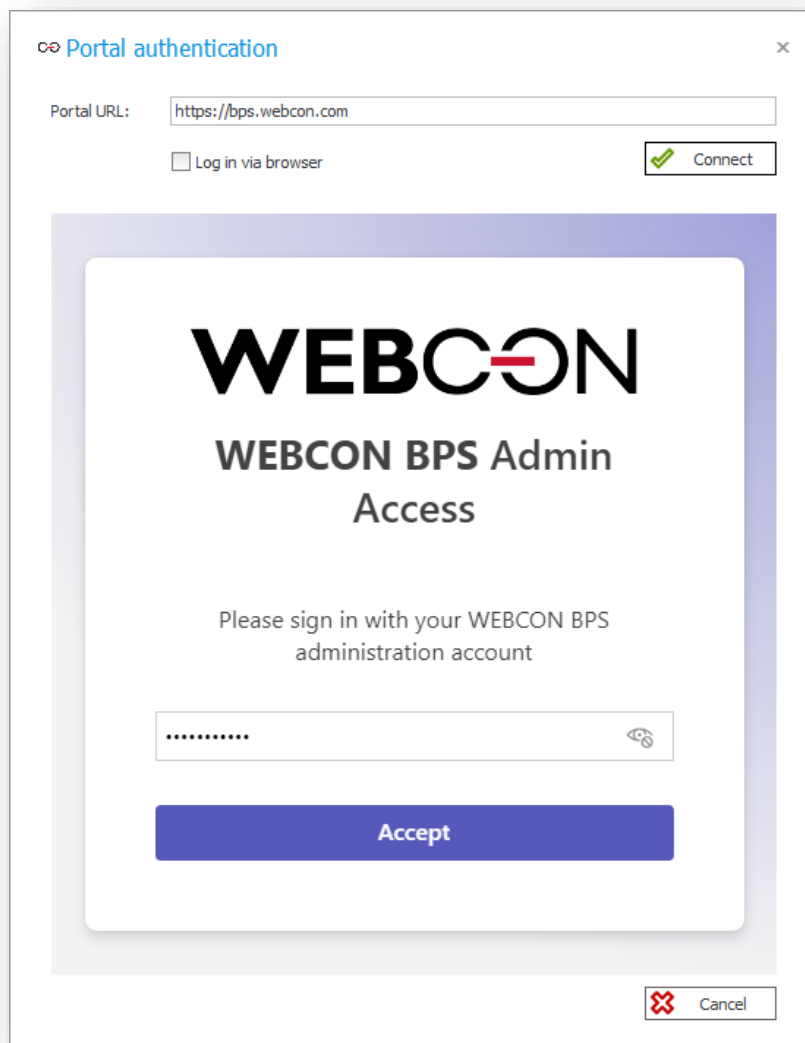 Portal authentication
Portal URL:
https://bps.webcon.com
Log in via browser
Connect
WEBCON
WEBCON BPS Admin
Access
Please sign in with your WEBCON BPS
administration account
•••••••••••
Accept
Cancel